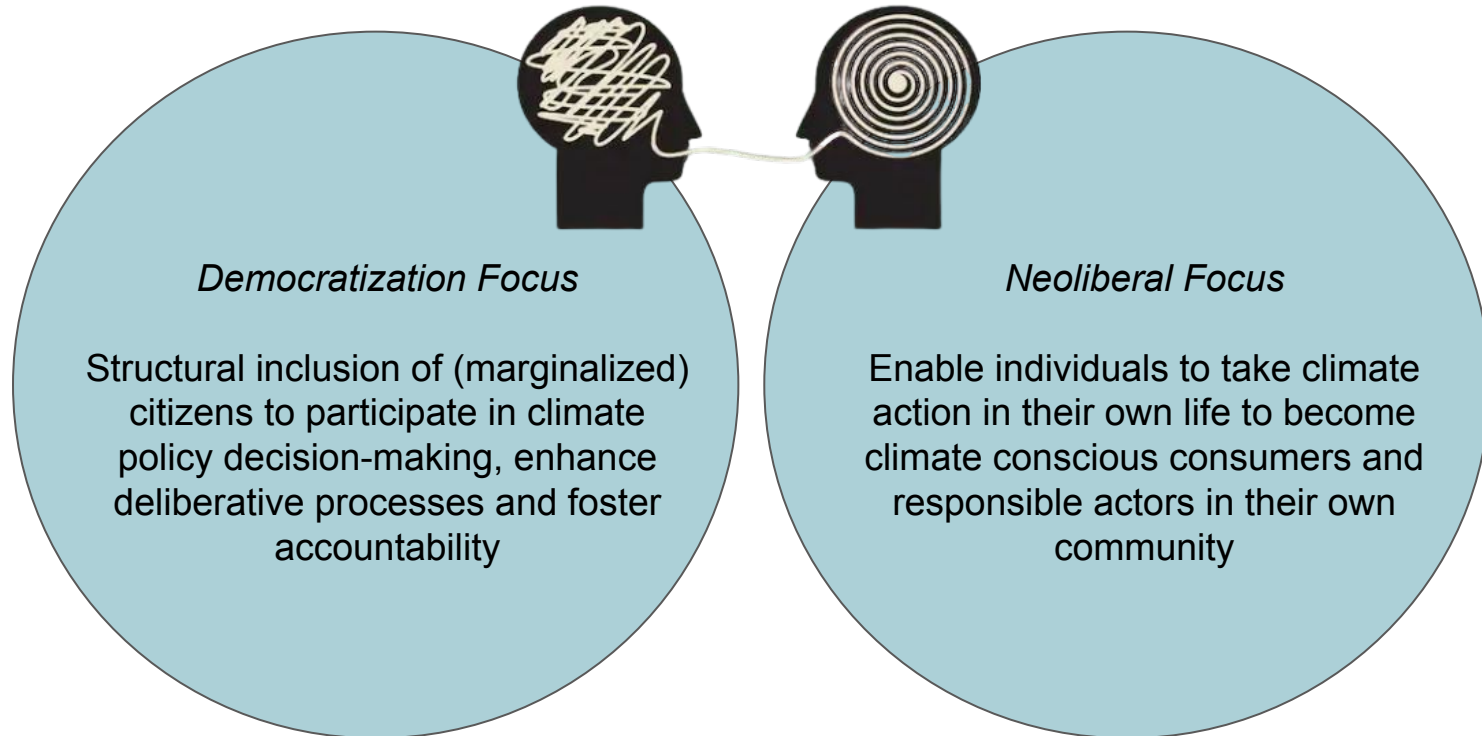 Democratization Focus
Structural inclusion of (marginalized)
citizens to participate in climate
policy decision-making, enhance
deliberative processes and foster
accountability
Neoliberal Focus
Enable individuals to take climate
action in their own life to become
climate conscious consumers and
responsible actors in their own
community